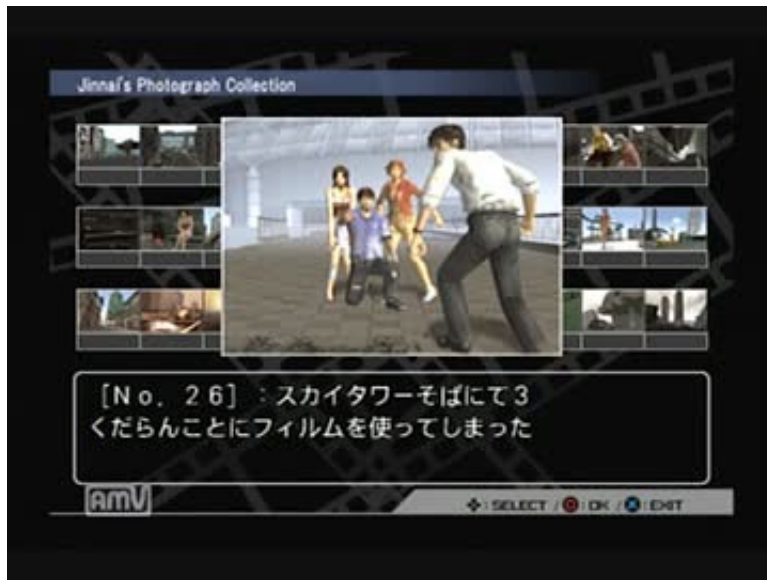 Jinnai's Photograph Collection
[No. 26]:スカイタワーそばにて3
くだらんことにフィルムを使ってしまった
AMV
:SELECT / :OK / :EXIT